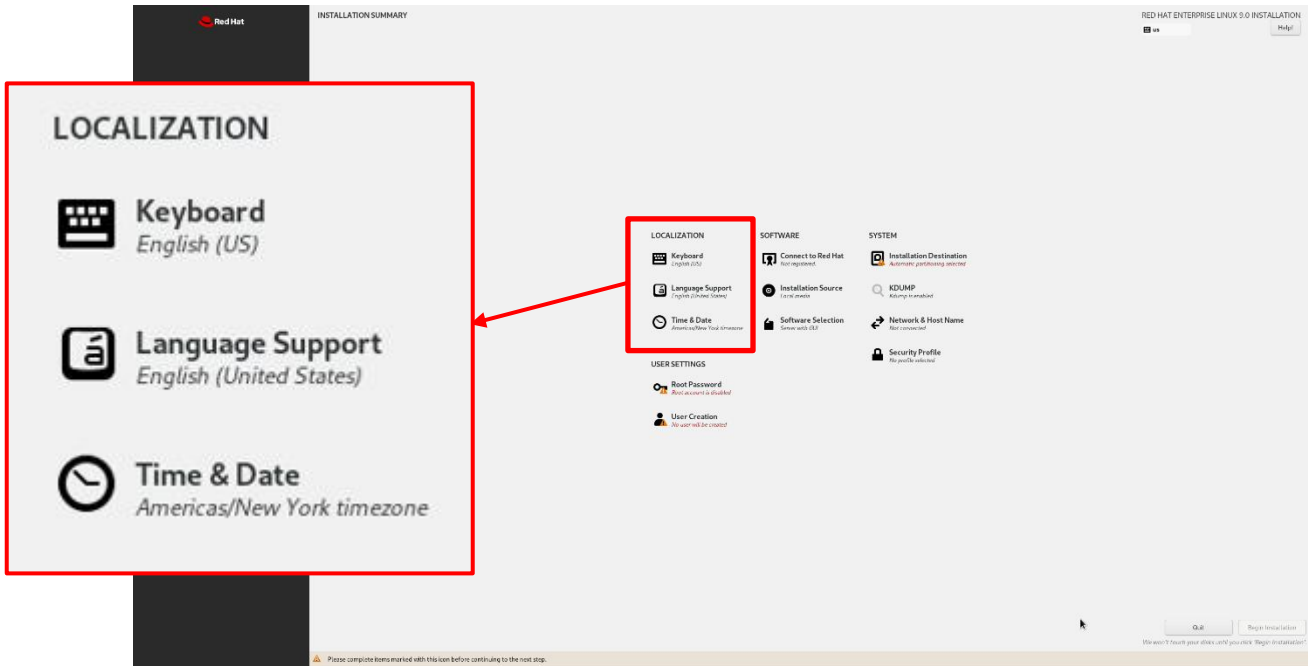 Red Hat
INSTALLATION SUMMARY
RED HAT ENTERPRISE LINUX 9.0 INSTALLATION
us
Help!
LOCALIZATION
Keyboard
English (US)
Language Support
English (United States)
Time & Date
Americas/New York timezone
LOCALIZATION
Keyboard
English (US)
Language Support
English (United States)
Time & Date
Americas/New York timezone
SOFTWARE
Connect to Red Hat
Not registered.
Installation Source
Local media
Software Selection
Server with GUI
SYSTEM
Installation Destination
Automatic partitioning selected
KDUMP
Kdump is enabled
Network & Host Name
Not connected
Security Profile
No profile selected
USER SETTINGS
Root Password
Root account is disabled
User Creation
No user will be created
Quit
Begin Installation
We won't touch your disks until you click 'Begin Installation'.
Please complete items marked with this icon before continuing to the next step.